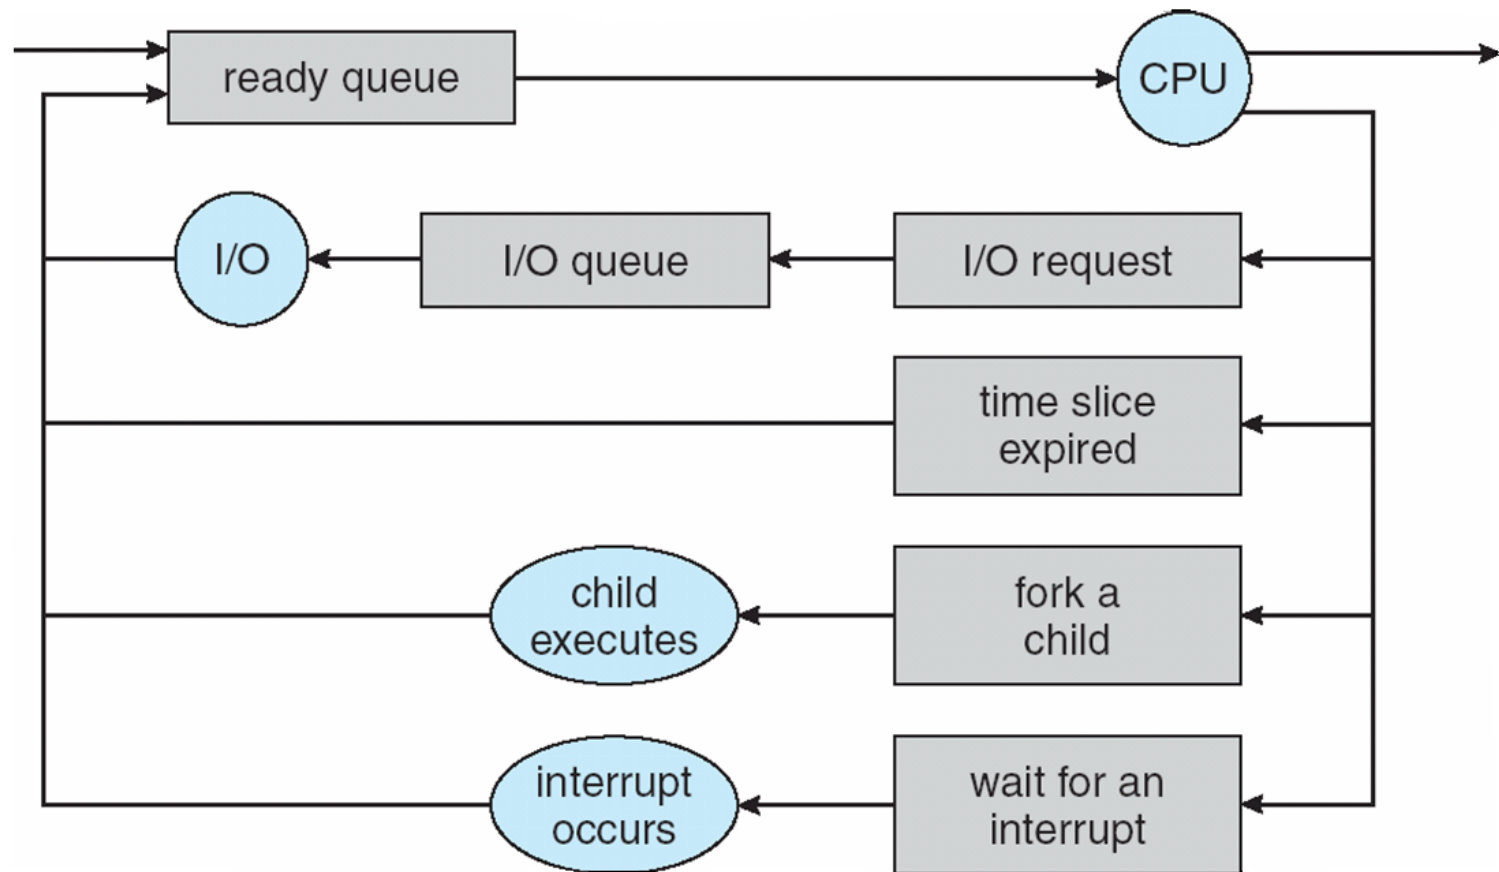 ready queue
CPU
I/O
I/O queue
I/O request
time slice
expired
child
executes
fork a
child
interrupt
occurs
wait for an
interrupt